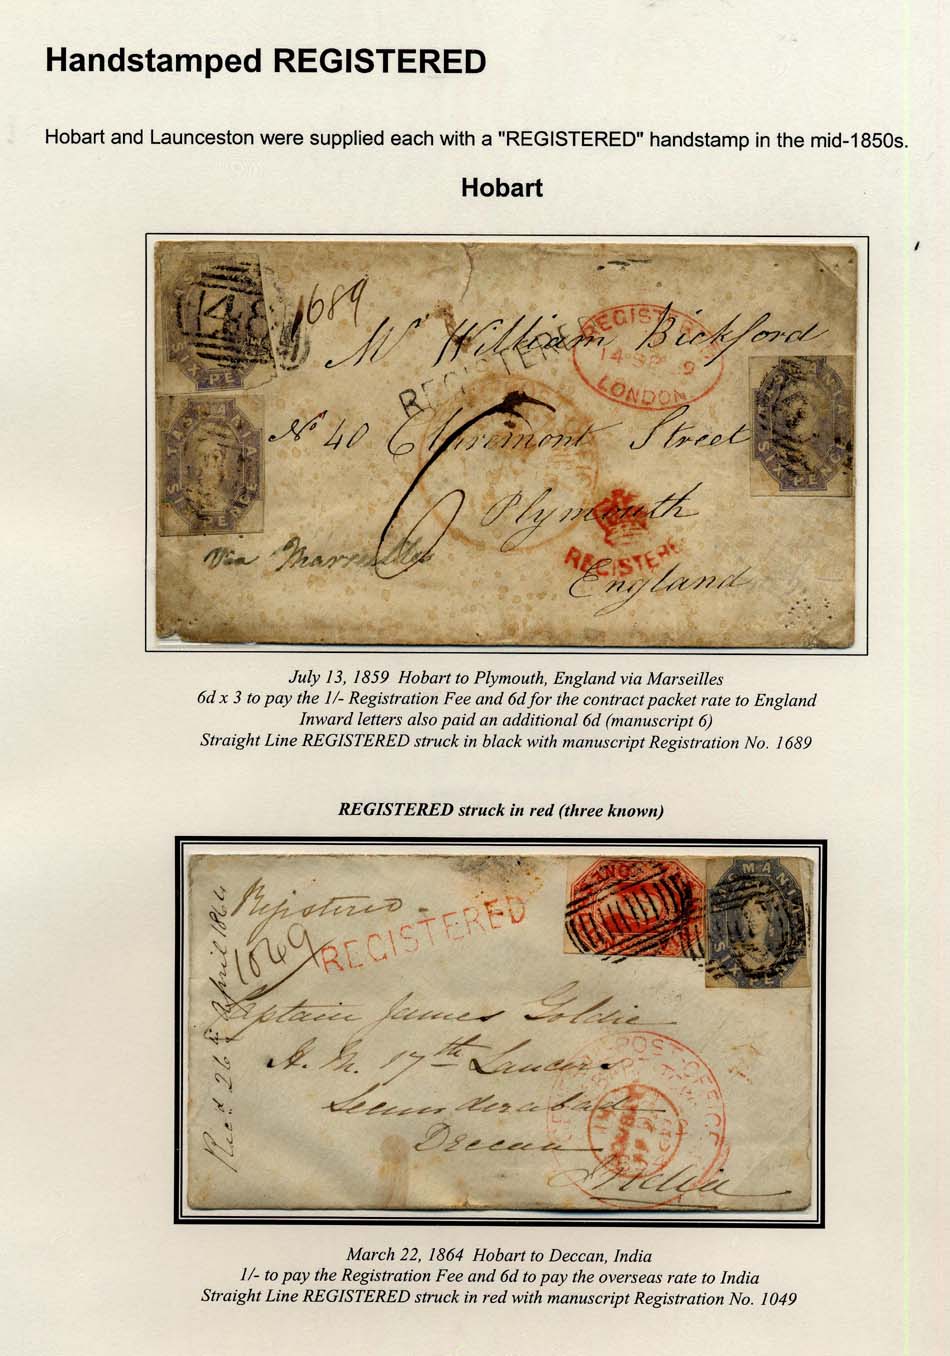 Handstamped REGISTERED
Hobart and Launceston were supplied each with a "REGISTERED" handstamp in the mid-1850s.
Hobart
1689
REGISTERED
REGISTERED
14 SP
LONDON
Mr William Bickford
No 40 Claremont Street
Plymouth
England
via Marseilles
6
REGISTERED
TASMANIA
SIX PENCE
July 13, 1859 Hobart to Plymouth, England via Marseilles
6d x 3 to pay the 1/- Registration Fee and 6d for the contract packet rate to England
Inward letters also paid an additional 6d (manuscript 6)
Straight Line REGISTERED struck in black with manuscript Registration No. 1689
REGISTERED struck in red (three known)
Registered
1049
REGISTERED
Captain James Goldie
H. M. 17th Lancers
Secunderabad
Deccan
India
Recd 26th April 1864
POST OFFICE
March 22, 1864 Hobart to Deccan, India
1/- to pay the Registration Fee and 6d to pay the overseas rate to India
Straight Line REGISTERED struck in red with manuscript Registration No. 1049